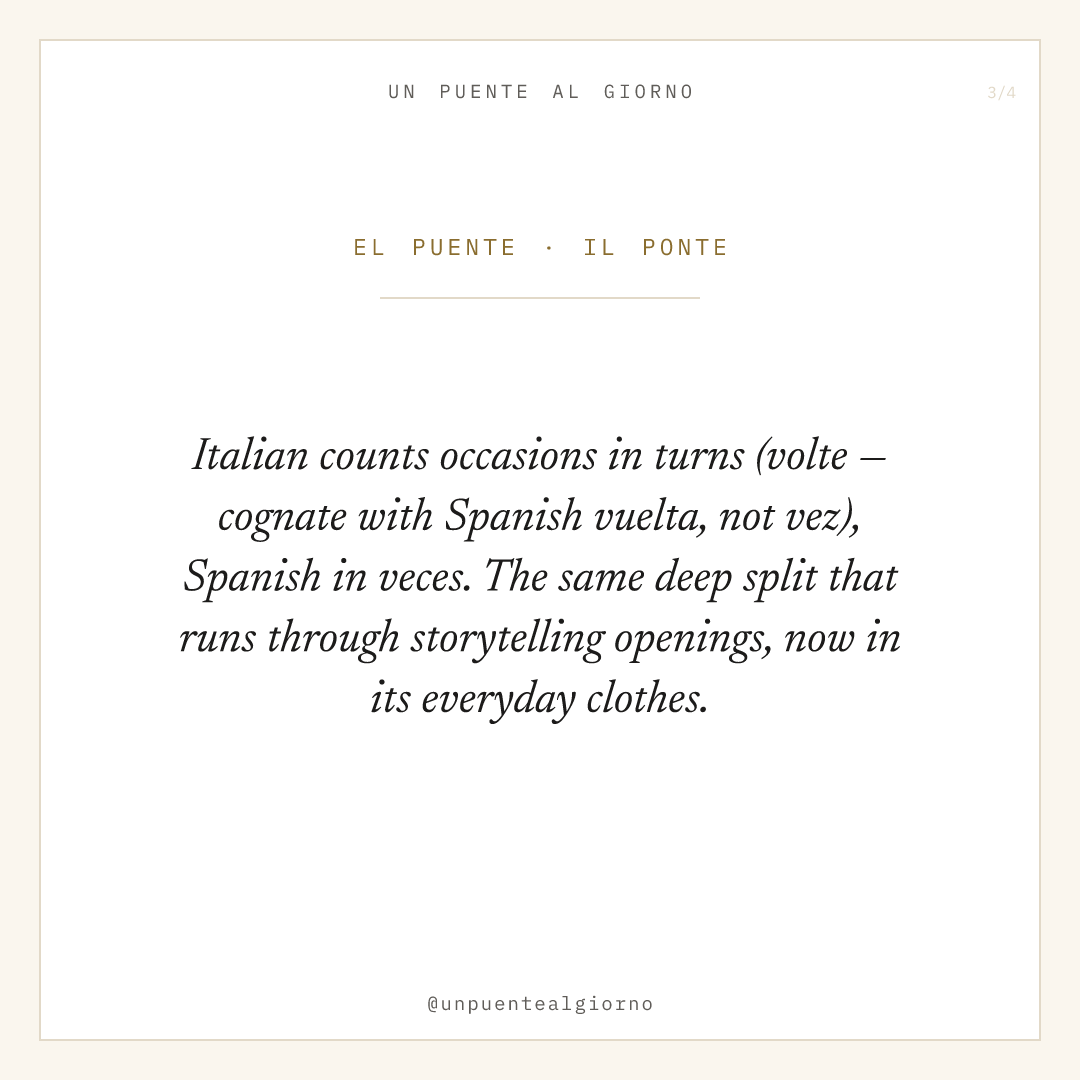 UN PUENTE AL GIORNO
3/4
EL PUENTE · IL PONTE
Italian counts occasions in turns (volte —
cognate with Spanish vuelta, not vez),
Spanish in veces. The same deep split that
runs through storytelling openings, now in
its everyday clothes.
@unpuentealgiorno